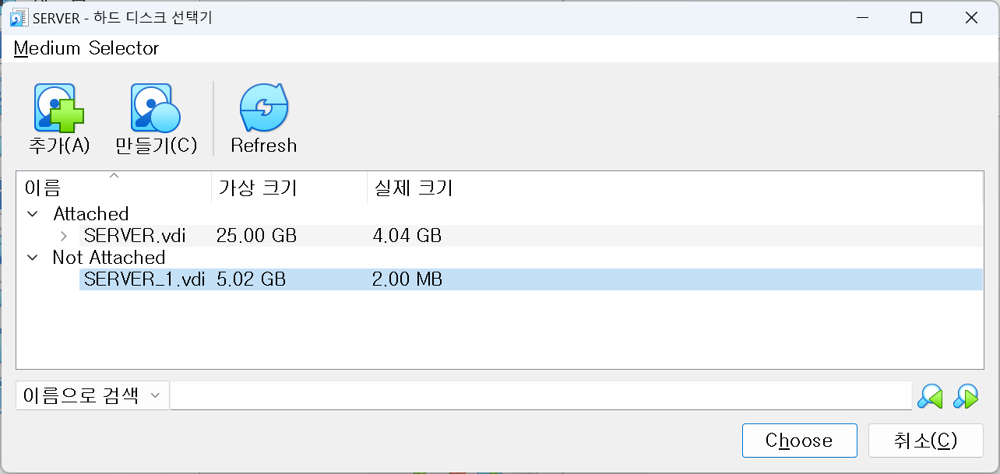 SERVER - 하드 디스크 선택기
Medium Selector
추가(A) 만들기(C) Refresh
이름 가상 크기 실제 크기
Attached
SERVER.vdi 25.00 GB 4.04 GB
Not Attached
SERVER_1.vdi 5.02 GB 2.00 MB
이름으로 검색
Choose 취소(C)